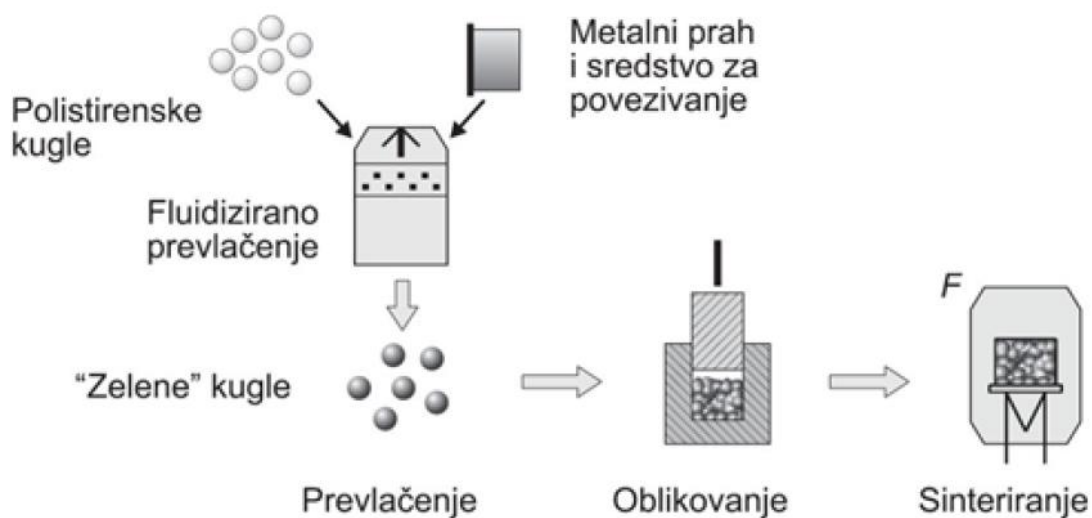 Metalni prah
i sredstvo za
povezivanje
Polistirenske
kugle
Fluidizirano
prevlačenje
F
“Zelene” kugle
Prevlačenje
Oblikovanje
Sinteriranje